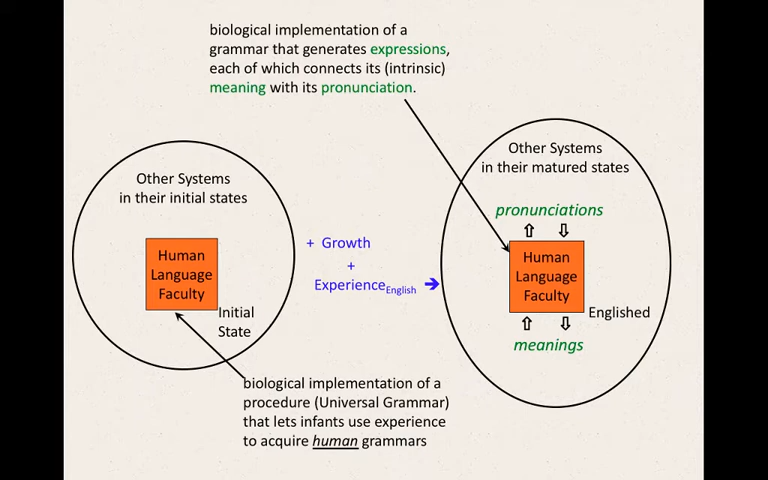 biological implementation of a
grammar that generates expressions,
each of which connects its (intrinsic)
meaning with its pronunciation.
Other Systems
in their initial states
Human
Language
Faculty
Initial
State
+ Growth
+
Experience English ➔
Other Systems
in their matured states
pronunciations
⇧ ⇩
Human
Language
Faculty
Englished
⇧ ⇩
meanings
biological implementation of a
procedure (Universal Grammar)
that lets infants use experience
to acquire human grammars